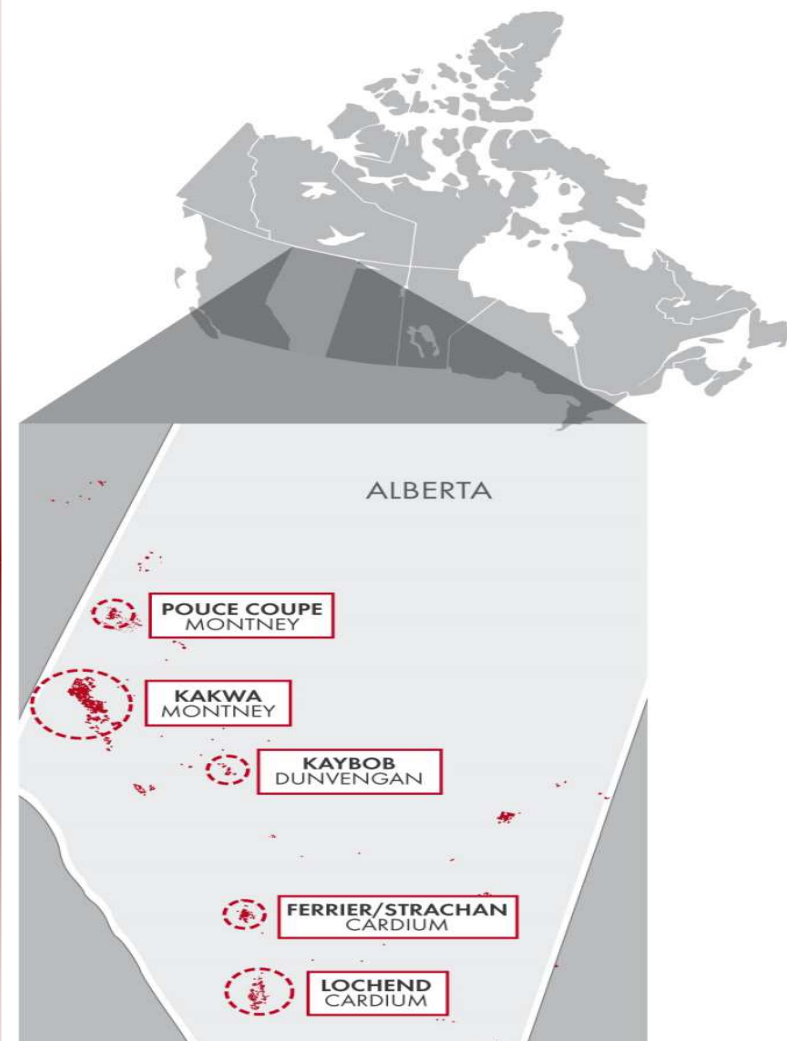 ALBERTA
POUCE COUPE
MONTNEY
KAKWA
MONTNEY
KAYBOB
DUNVENGAN
FERRIER/STRACHAN
CARDIUM
LOCHEND
CARDIUM